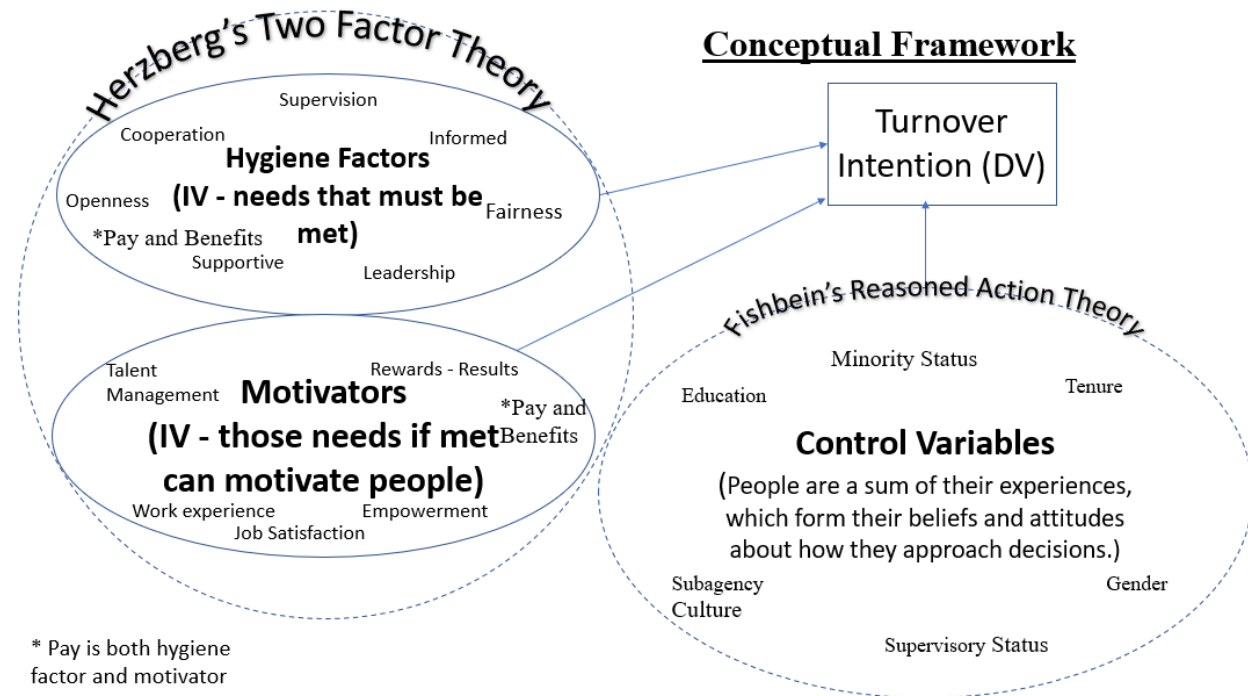 Herzberg's Two Factor Theory
Supervision
Cooperation
Informed
Hygiene Factors
(IV - needs that must be
met)
Openness
Fairness
*Pay and Benefits
Supportive
Leadership
Talent
Management
Rewards - Results
Motivators
(IV - those needs if met
can motivate people)
*Pay and
Benefits
Work experience
Empowerment
Job Satisfaction
* Pay is both hygiene
factor and motivator
Conceptual Framework
Turnover
Intention (DV)
Fishbein's Reasoned Action Theory
Minority Status
Education
Tenure
Control Variables
(People are a sum of their experiences,
which form their beliefs and attitudes
about how they approach decisions.)
Subagency
Culture
Gender
Supervisory Status